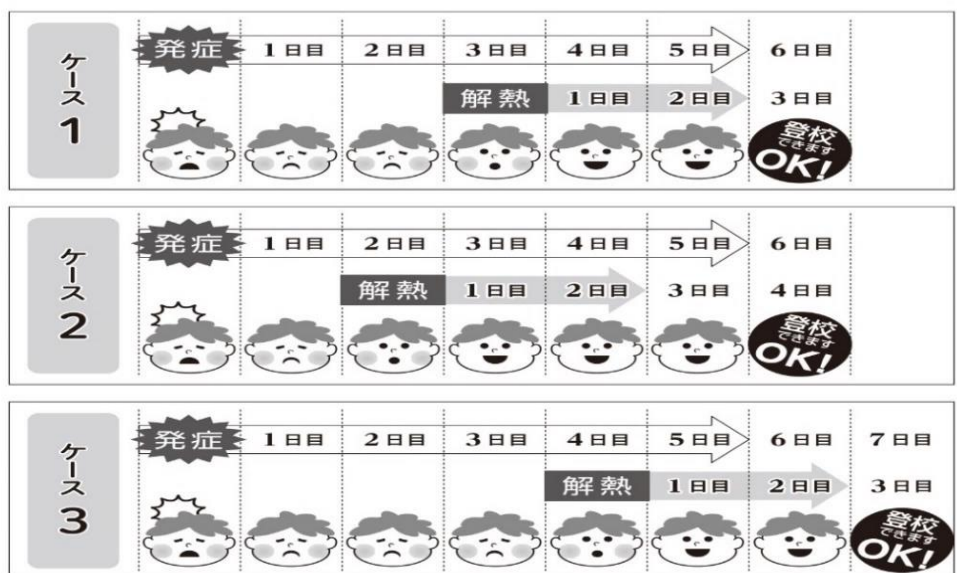 ケース1
発症 1日目 2日目 3日目 4日目 5日目 6日目
解熱 1日目 2日目 3日目
登校
できます
OK!
ケース2
発症 1日目 2日目 3日目 4日目 5日目 6日目
解熱 1日目 2日目 3日目 4日目
登校
できます
OK!
ケース3
発症 1日目 2日目 3日目 4日目 5日目 6日目 7日目
解熱 1日目 2日目 3日目
登校
できます
OK!